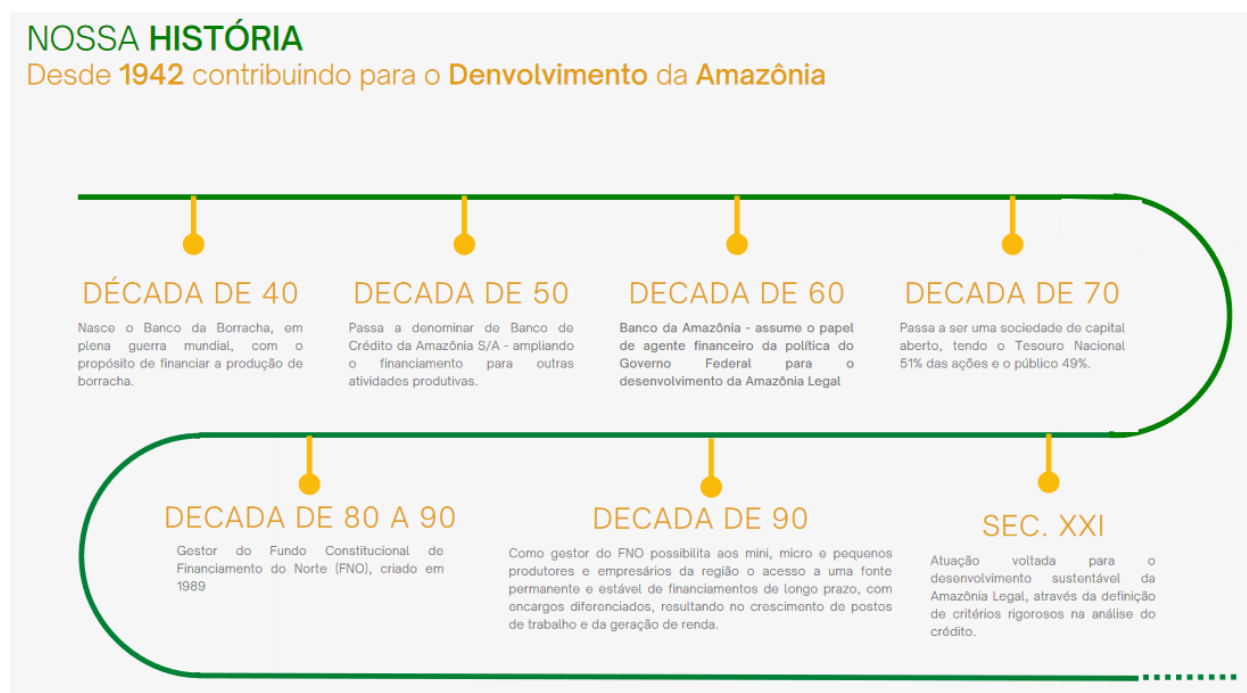 NOSSA HISTÓRIA
Desde 1942 contribuindo para o Denvolvimento da Amazônia
DÉCADA DE 40
Nasce o Banco da Borracha, em
plena guerra mundial, com o
propósito de financiar a produção de
borracha.
DECADA DE 50
Passa a denominar de Banco de
Crédito da Amazônia S/A - ampliando
o financiamento para outras
atividades produtivas.
DECADA DE 60
Banco da Amazônia - assume o papel
de agente financeiro da política do
Governo Federal para o
desenvolvimento da Amazônia Legal
DECADA DE 70
Passa a ser uma sociedade de capital
aberto, tendo o Tesouro Nacional
51% das ações e o público 49%.
DECADA DE 80 A 90
Gestor do Fundo Constitucional de
Financiamento do Norte (FNO), criado em
1989
DECADA DE 90
Como gestor do FNO possibilita aos mini, micro e pequenos
produtores e empresários da região o acesso a uma fonte
permanente e estável de financiamentos de longo prazo, com
encargos diferenciados, resultando no crescimento de postos
de trabalho e da geração de renda.
SEC. XXI
Atuação voltada para o
desenvolvimento sustentável da
Amazônia Legal, através da definição
de critérios rigorosos na análise do
crédito.